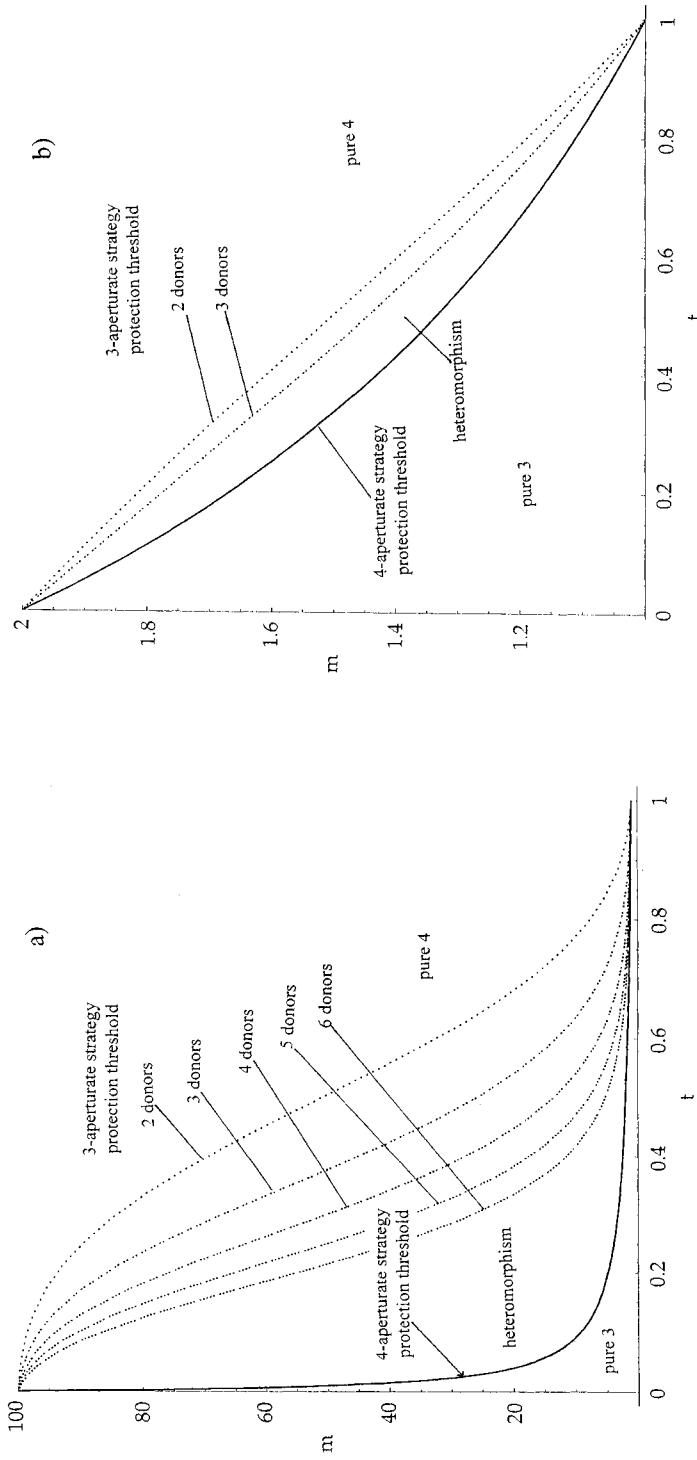 a)
3-aperturate strategy
protection threshold
2 donors
3 donors
4 donors
5 donors
6 donors
pure 4
4-aperturate strategy
protection threshold
heteromorphism
pure 3
100
80
60
40
20
m
0
0.2
0.4
0.6
0.8
1
t
b)
3-aperturate strategy
protection threshold
2 donors
3 donors
pure 4
4-aperturate strategy
protection threshold
heteromorphism
pure 3
2
1.8
1.6
1.4
1.2
m
0
0.2
0.4
0.6
0.8
1
t